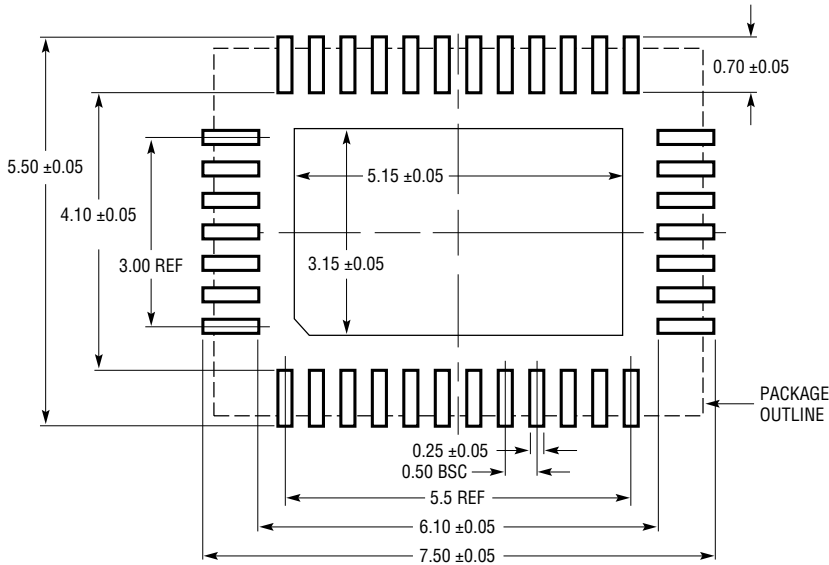 0.70 ±0.05
5.50 ±0.05
5.15 ±0.05
4.10 ±0.05
3.00 REF
3.15 ±0.05
PACKAGE
OUTLINE
0.25 ±0.05
0.50 BSC
5.5 REF
6.10 ±0.05
7.50 ±0.05